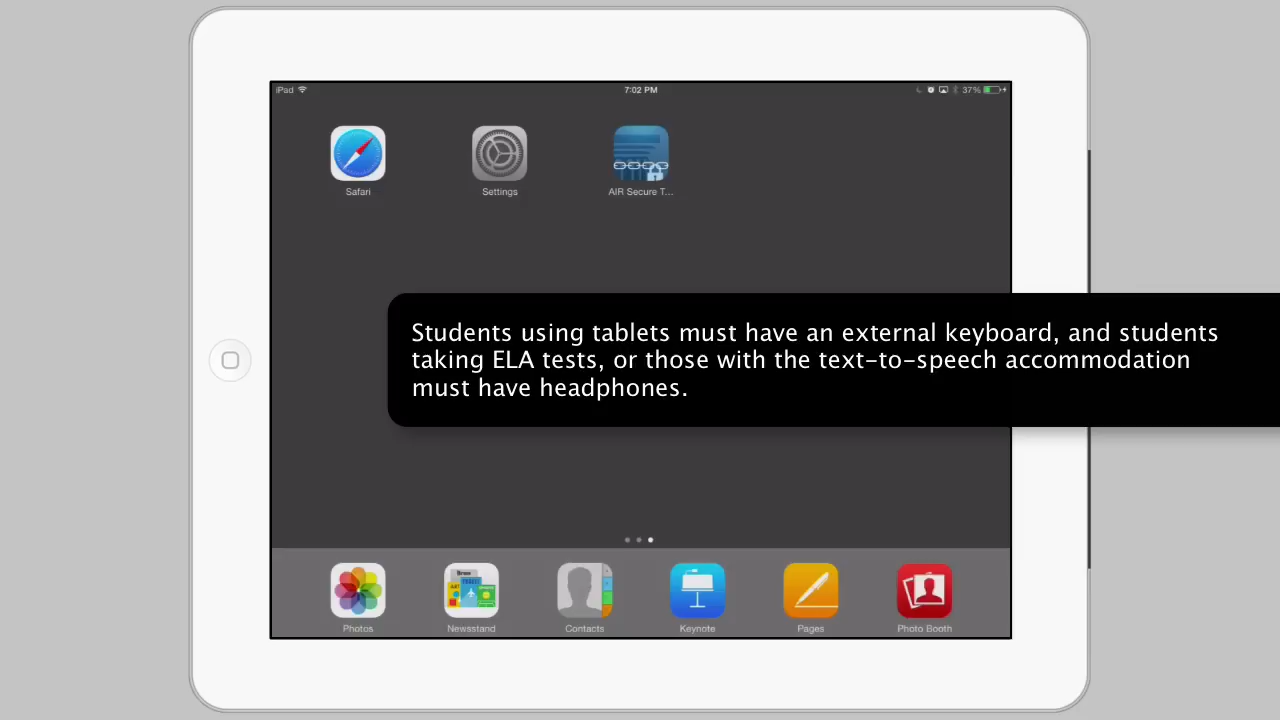 iPad 7:02 PM 37%
Safari Settings AIR Secure T...
Students using tablets must have an external keyboard, and students
taking ELA tests, or those with the text-to-speech accommodation
must have headphones.
Photos Newsstand Contacts Keynote Pages Photo Booth